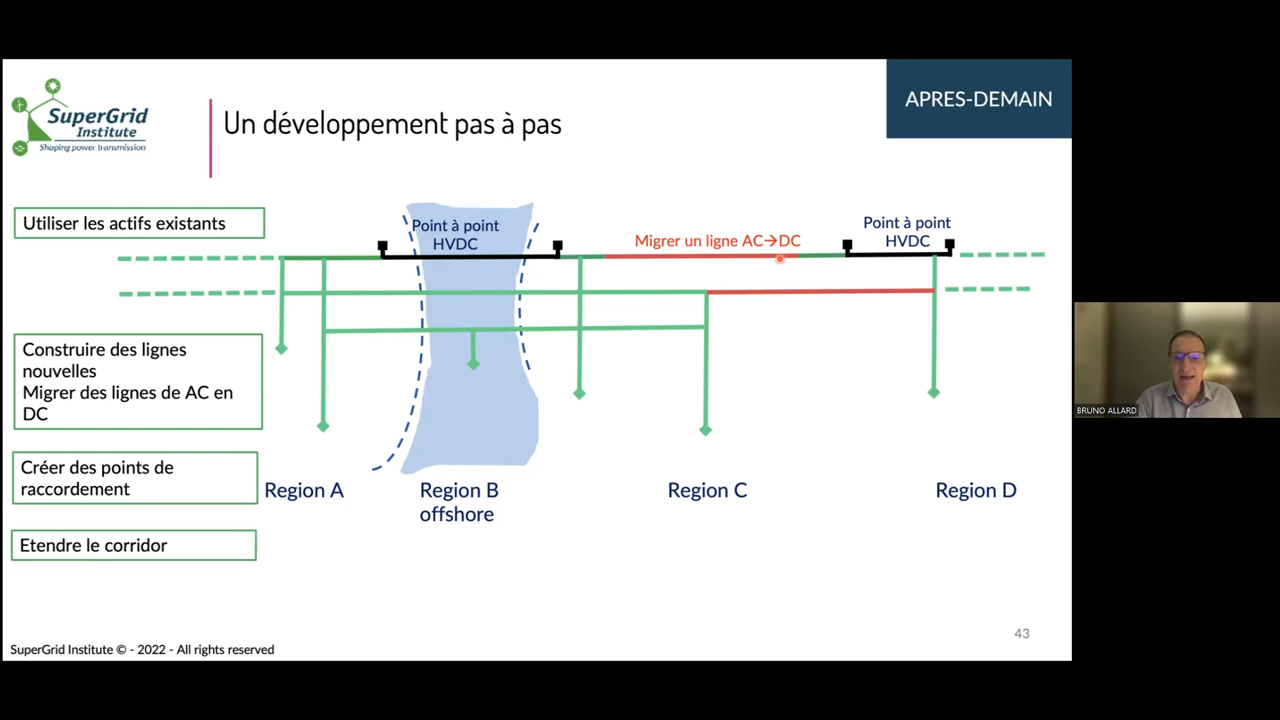 SuperGrid
Institute
Shaping power transmission
Un développement pas à pas
APRES-DEMAIN
Utiliser les actifs existants
Point à point
HVDC
Migrer un ligne AC→DC
Point à point
HVDC
Construire des lignes
nouvelles
Migrer des lignes de AC en
DC
Créer des points de
raccordement
Etendre le corridor
Region A
Region B
offshore
Region C
Region D
BRUNO ALLARD
43
SuperGrid Institute © - 2022 - All rights reserved